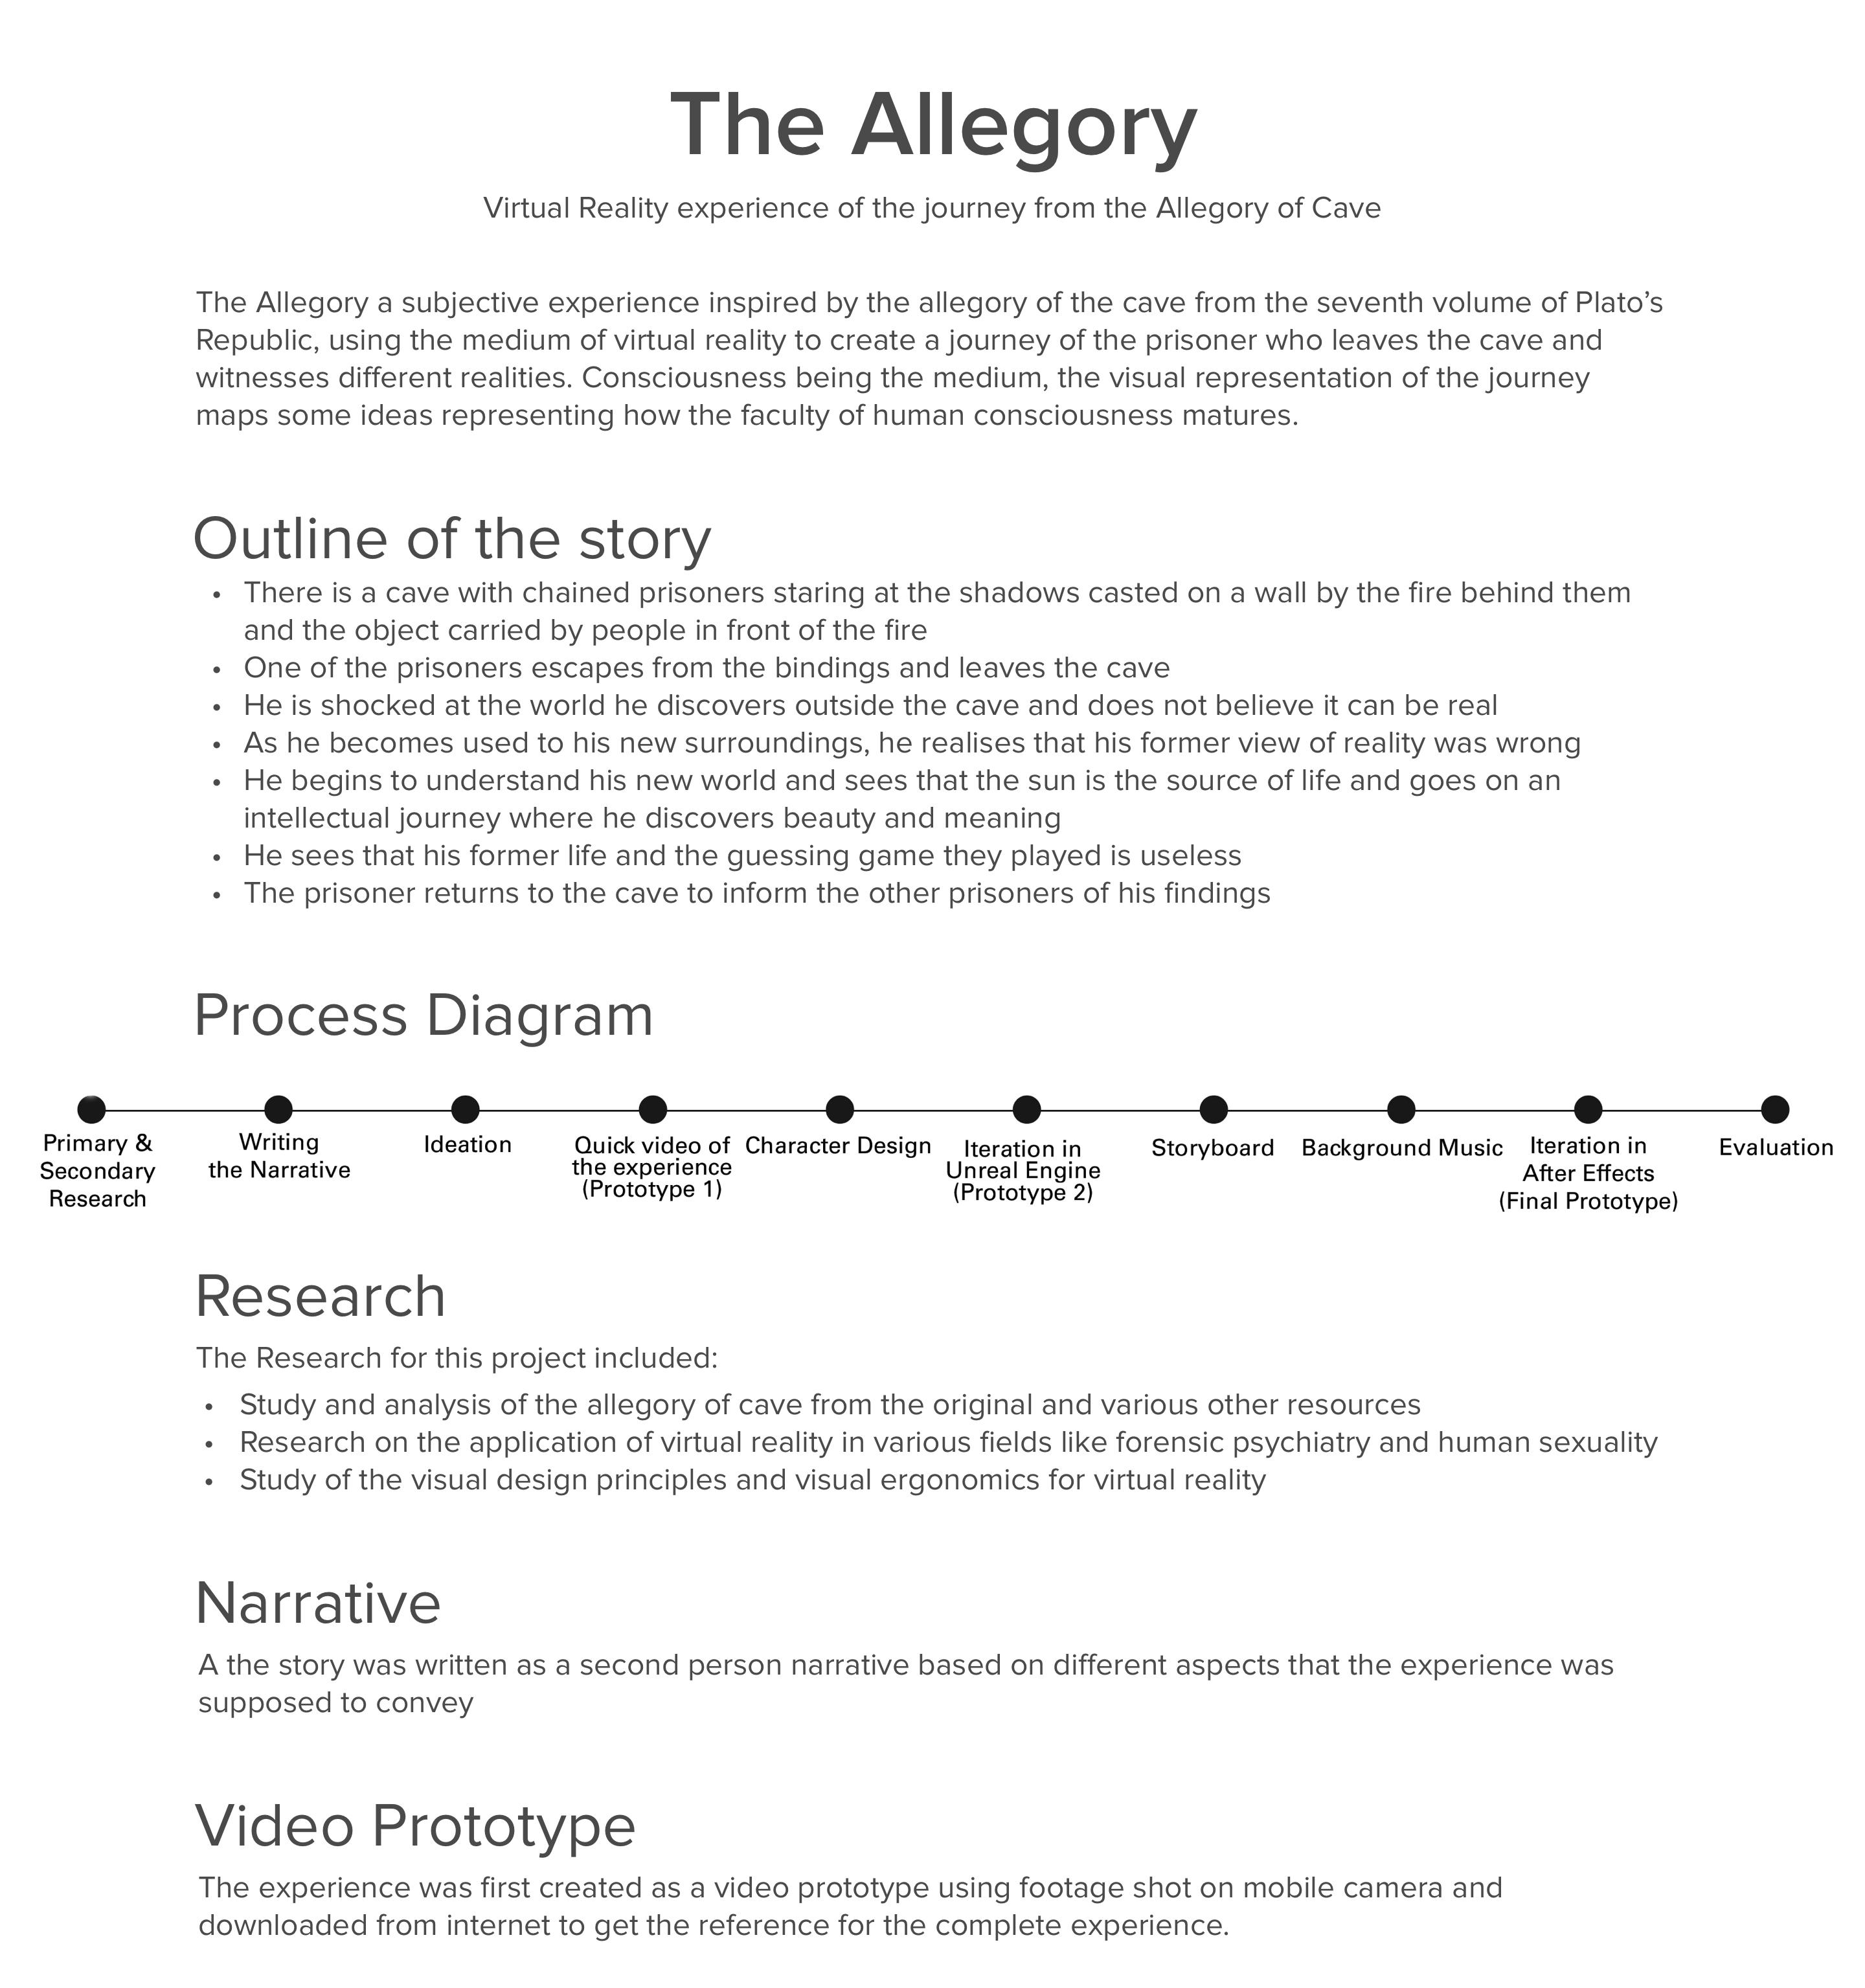 The Allegory
Virtual Reality experience of the journey from the Allegory of Cave
The Allegory a subjective experience inspired by the allegory of the cave from the seventh volume of Plato’s
Republic, using the medium of virtual reality to create a journey of the prisoner who leaves the cave and
witnesses different realities. Consciousness being the medium, the visual representation of the journey
maps some ideas representing how the faculty of human consciousness matures.
Outline of the story
• There is a cave with chained prisoners staring at the shadows casted on a wall by the fire behind them
and the object carried by people in front of the fire
• One of the prisoners escapes from the bindings and leaves the cave
• He is shocked at the world he discovers outside the cave and does not believe it can be real
• As he becomes used to his new surroundings, he realises that his former view of reality was wrong
• He begins to understand his new world and sees that the sun is the source of life and goes on an
intellectual journey where he discovers beauty and meaning
• He sees that his former life and the guessing game they played is useless
• The prisoner returns to the cave to inform the other prisoners of his findings
Process Diagram
Primary &
Secondary
Research
Writing
the Narrative
Ideation
Quick video of
the experience
(Prototype 1)
Character Design
Iteration in
Unreal Engine
(Prototype 2)
Storyboard
Background Music
Iteration in
After Effects
(Final Prototype)
Evaluation
Research
The Research for this project included:
• Study and analysis of the allegory of cave from the original and various other resources
• Research on the application of virtual reality in various fields like forensic psychiatry and human sexuality
• Study of the visual design principles and visual ergonomics for virtual reality
Narrative
A the story was written as a second person narrative based on different aspects that the experience was
supposed to convey
Video Prototype
The experience was first created as a video prototype using footage shot on mobile camera and
downloaded from internet to get the reference for the complete experience.